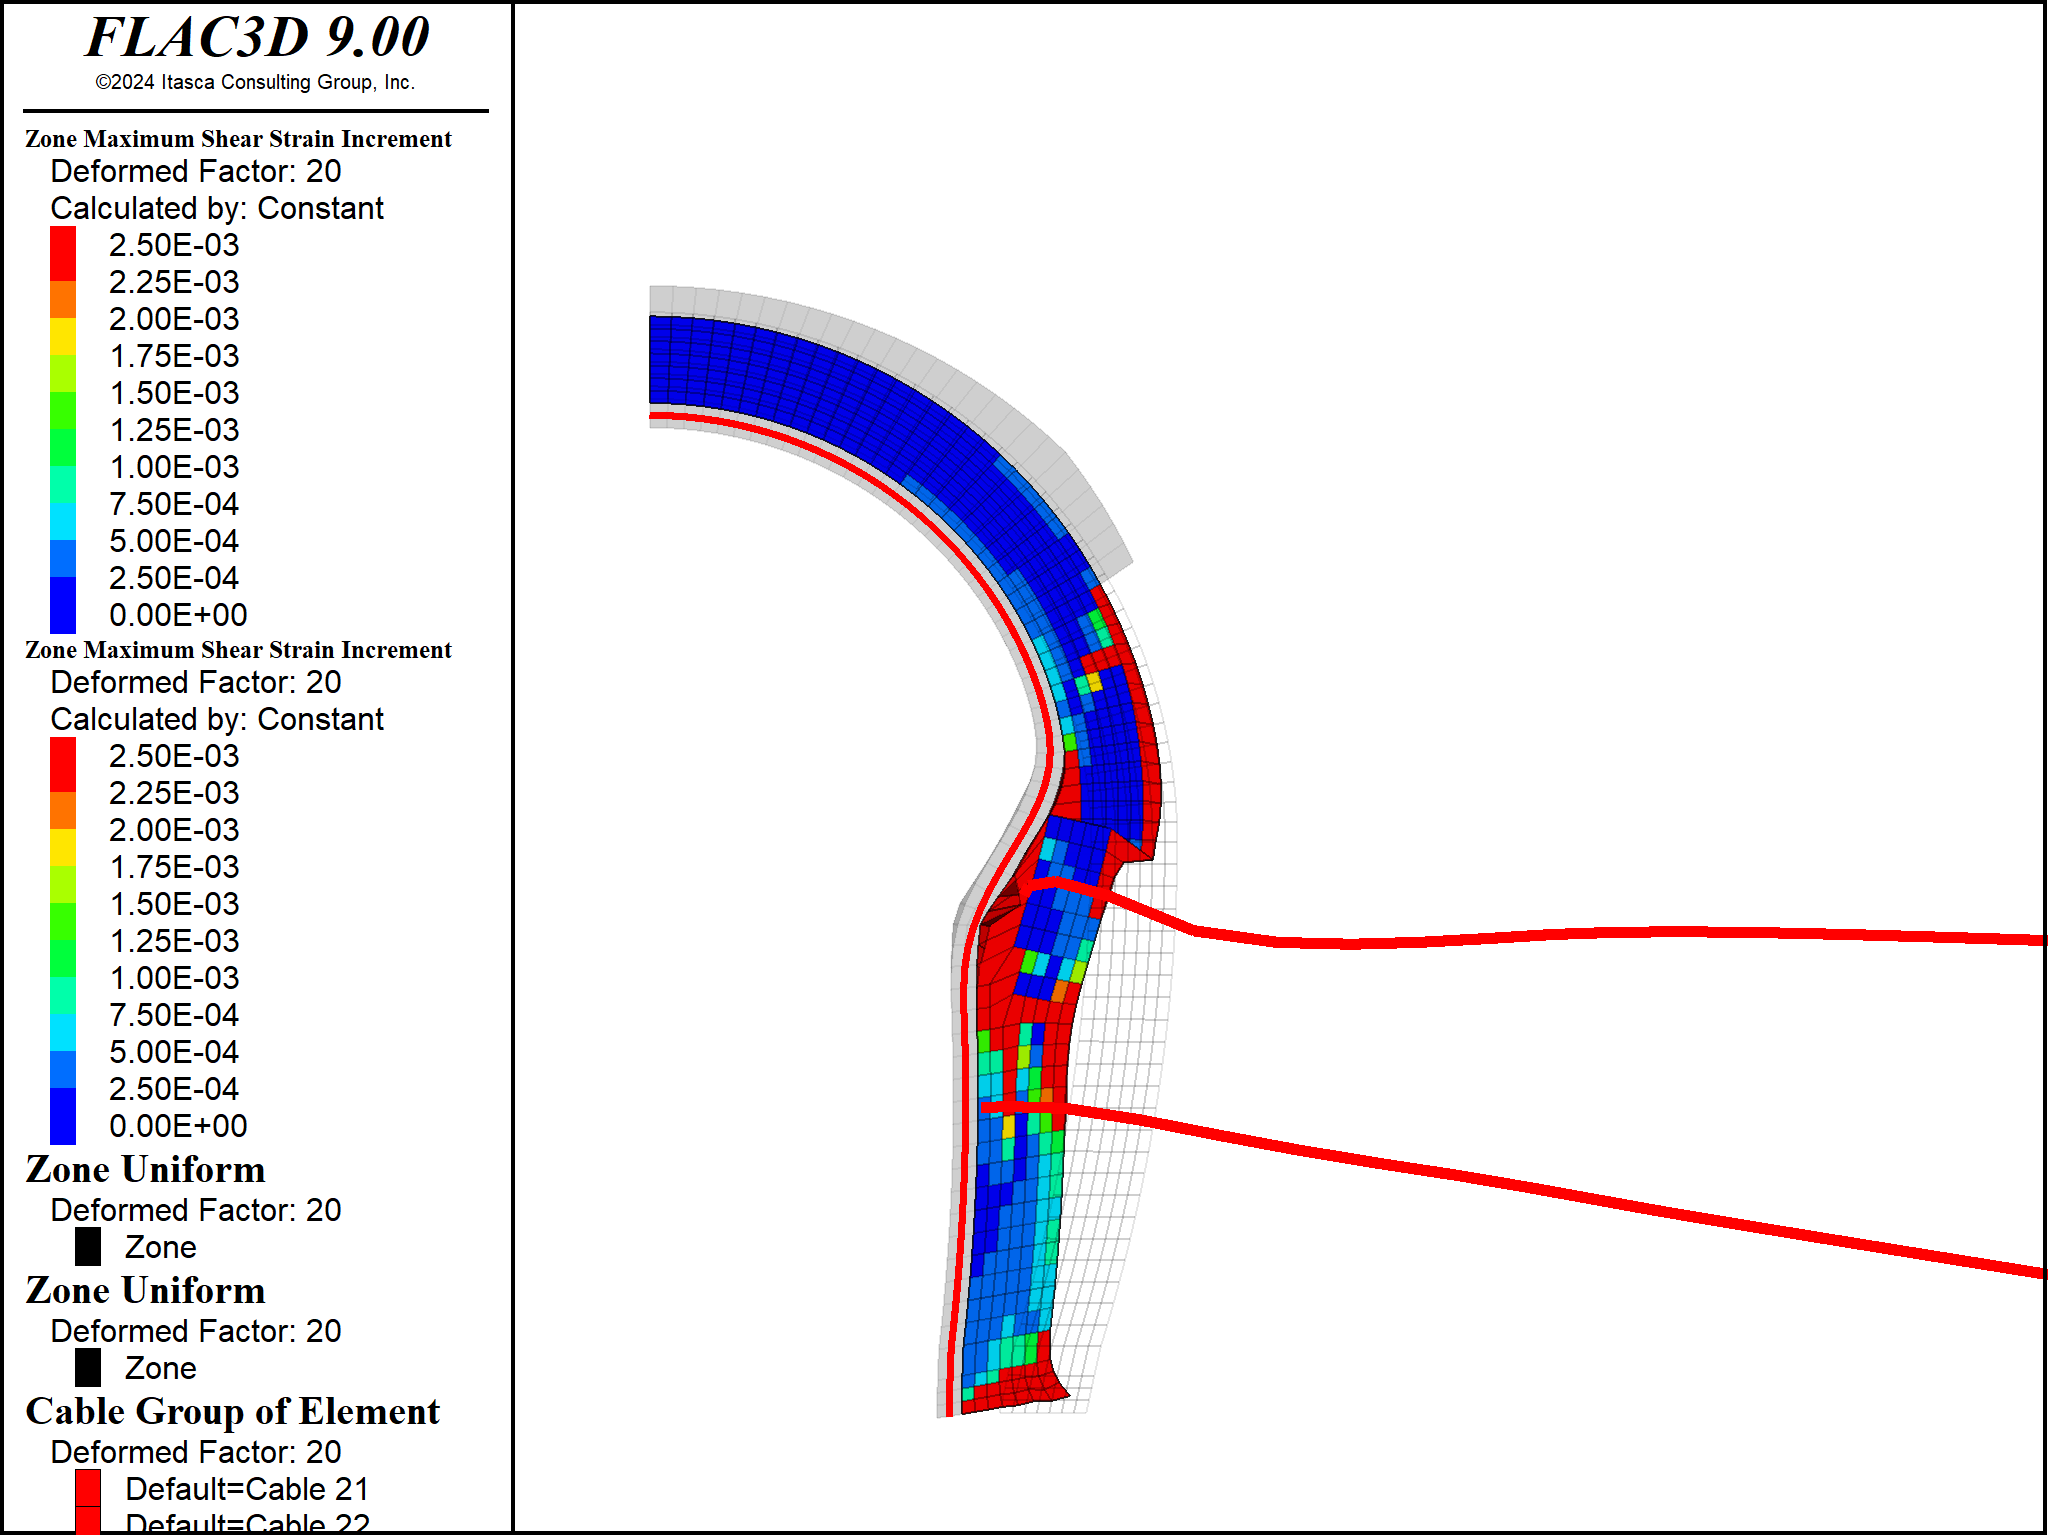 FLAC3D 9.00
©2024 Itasca Consulting Group, Inc.
Zone Maximum Shear Strain Increment
Deformed Factor: 20
Calculated by: Constant
2.50E-03
2.25E-03
2.00E-03
1.75E-03
1.50E-03
1.25E-03
1.00E-03
7.50E-04
5.00E-04
2.50E-04
0.00E+00
Zone Maximum Shear Strain Increment
Deformed Factor: 20
Calculated by: Constant
2.50E-03
2.25E-03
2.00E-03
1.75E-03
1.50E-03
1.25E-03
1.00E-03
7.50E-04
5.00E-04
2.50E-04
0.00E+00
Zone Uniform
Deformed Factor: 20
Zone
Zone Uniform
Deformed Factor: 20
Zone
Cable Group of Element
Deformed Factor: 20
Default=Cable 21
Default=Cable 22